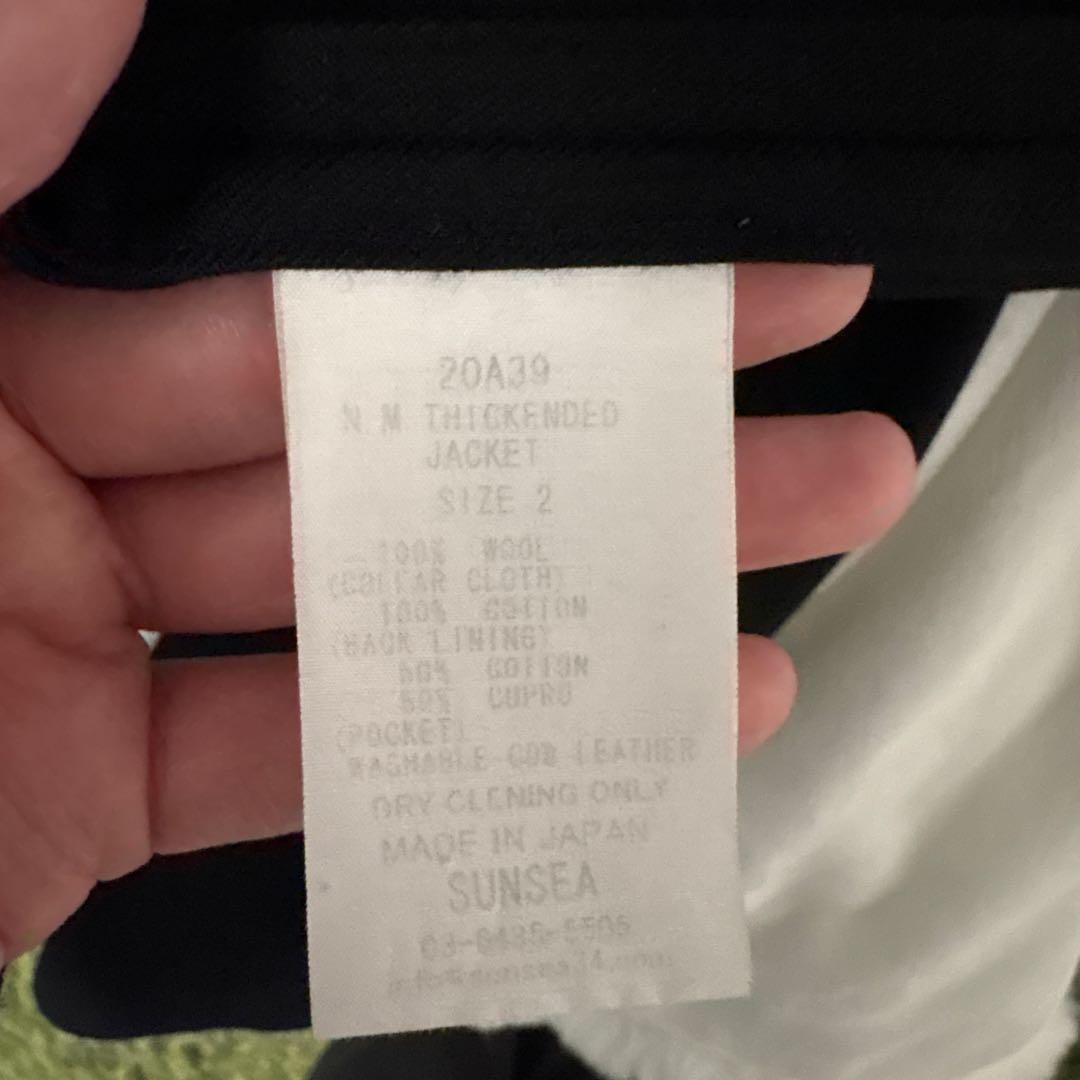 20A39
N.M THICKENDED
JACKET
SIZE 2
100% WOOL
(COLLAR CLOTH)
100% COTTON
(BACK LINING)
50% COTTON
50% CUPRO
(POCKET)
WASHABLE COW LEATHER
DRY CLENING ONLY
MADE IN JAPAN
SUNSEA